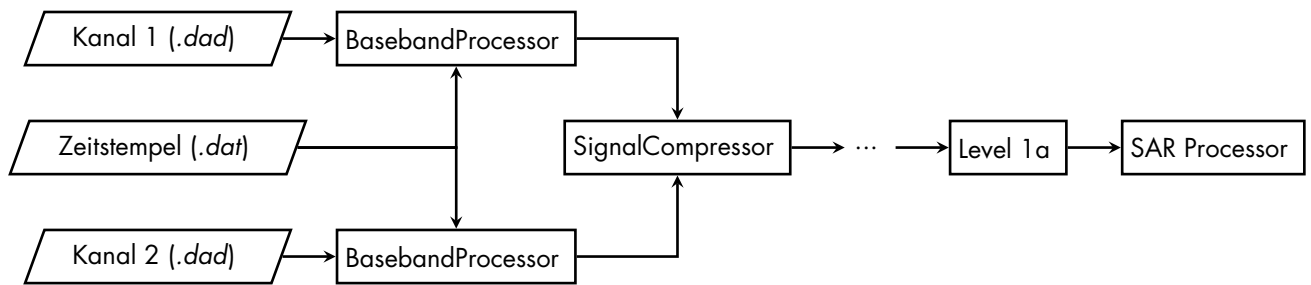 Kanal 1 (.dad)
BasebandProcessor
Zeitstempel (.dat)
SignalCompressor
...
Level 1a
SAR Processor
Kanal 2 (.dad)
BasebandProcessor